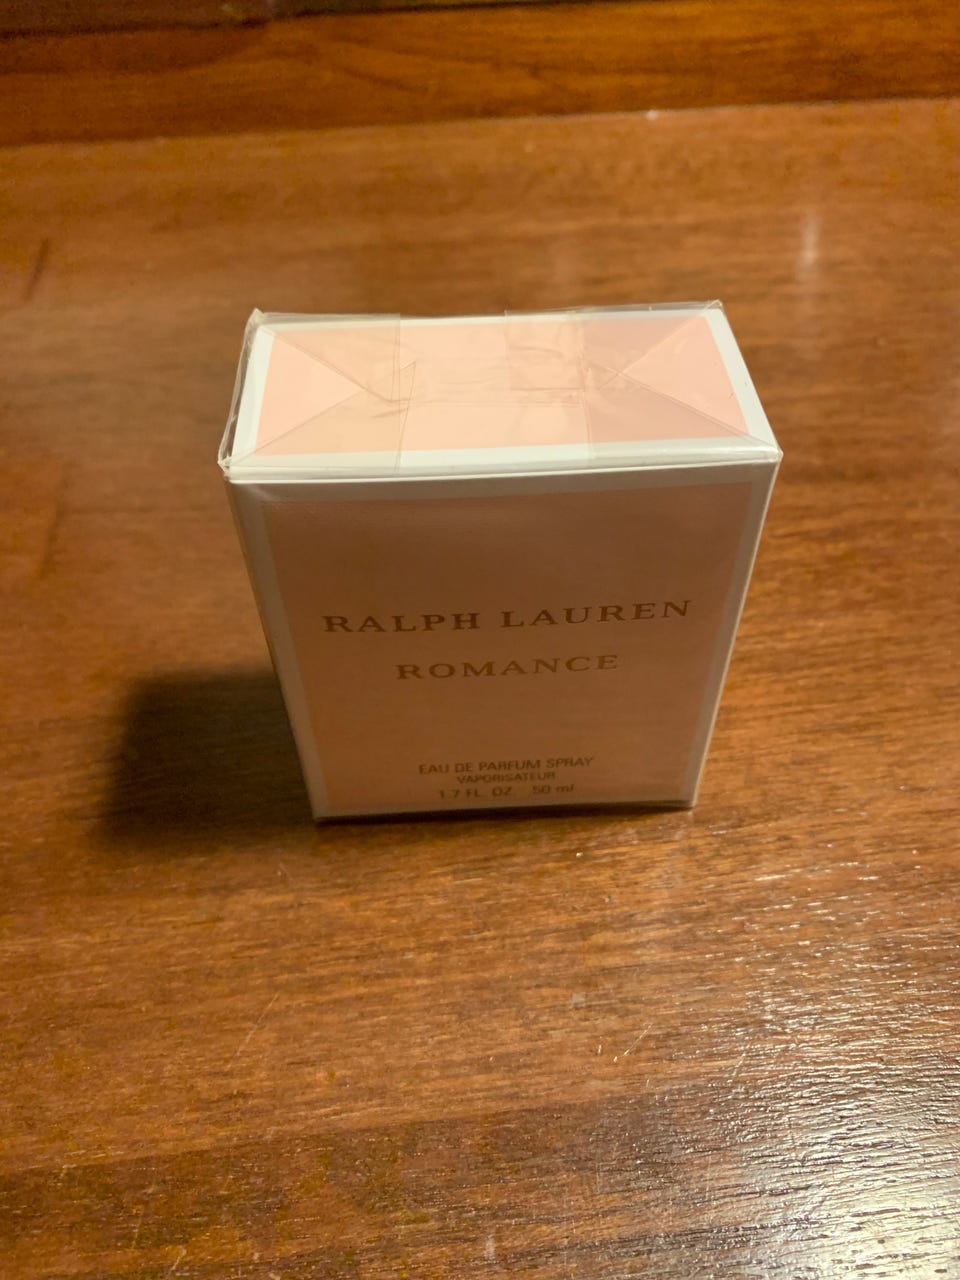 RALPH LAUREN
ROMANCE
EAU DE PARFUM SPRAY
VAPORISATEUR
1.7 FL. OZ. 50 ml